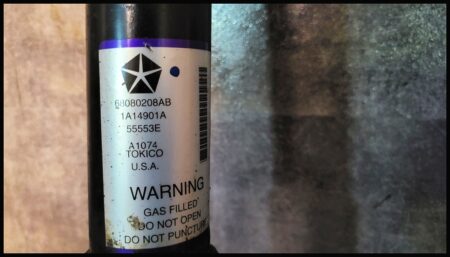 68080208AB
1A14901A
55553E
A1074
TOKICO
U.S.A.
WARNING
GAS FILLED
DO NOT OPEN
DO NOT PUNCTURE